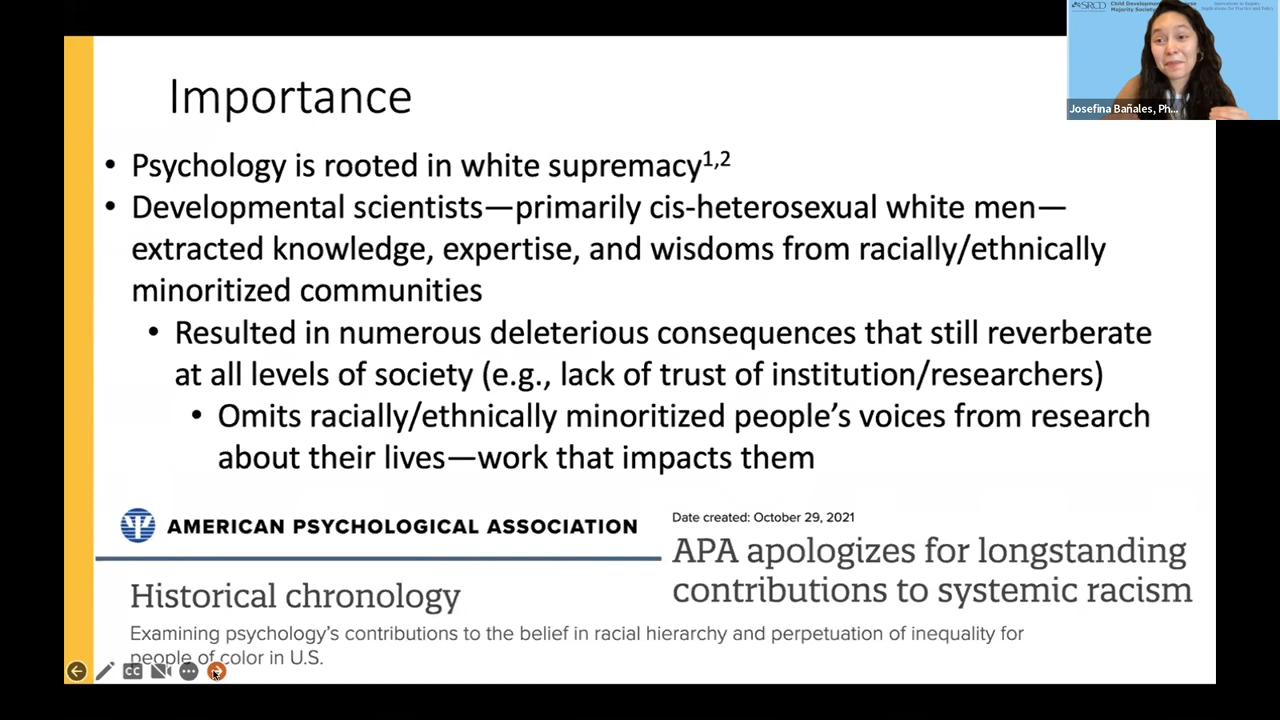 SRCD
Importance
Josefina Bañales, Ph...
• Psychology is rooted in white supremacy1,2
• Developmental scientists—primarily cis-heterosexual white men—
extracted knowledge, expertise, and wisdoms from racially/ethnically
minoritized communities
• Resulted in numerous deleterious consequences that still reverberate
at all levels of society (e.g., lack of trust of institution/researchers)
• Omits racially/ethnically minoritized people’s voices from research
about their lives—work that impacts them
AMERICAN PSYCHOLOGICAL ASSOCIATION
Historical chronology
Date created: October 29, 2021
APA apologizes for longstanding
contributions to systemic racism
Examining psychology’s contributions to the belief in racial hierarchy and perpetuation of inequality for
people of color in U.S.
CC